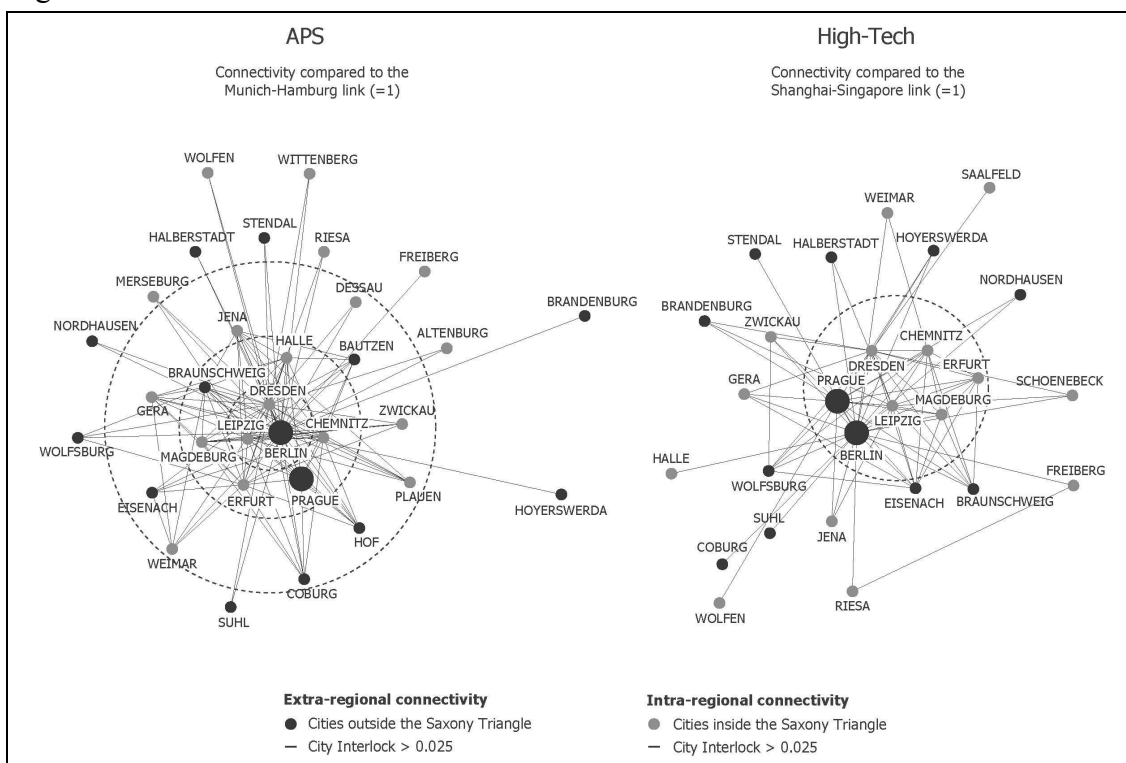 APS
Connectivity compared to the
Munich-Hamburg link (=1)
WOLFEN
WITTENBERG
STENDAL
HALBERSTADT
RIESA
FREIBERG
MERSEBURG
DESSAU
BRANDENBURG
NORDHAUSEN
JENA
HALLE
ALTENBURG
BAUTZEN
BRAUNSCHWEIG
DRESDEN
GERA
ZWICKAU
LEIPZIG
CHEMNITZ
WOLFSBURG
MAGDEBURG
BERLIN
EISENACH
ERFURT
PRAGUE
PLAUEN
HOYERSWERDA
HOF
WEIMAR
COBURG
SUHL
High-Tech
Connectivity compared to the
Shanghai-Singapore link (=1)
SAALFELD
WEIMAR
STENDAL
HALBERSTADT
HOYERSWERDA
NORDHAUSEN
BRANDENBURG
ZWICKAU
CHEMNITZ
DRESDEN
ERFURT
GERA
PRAGUE
SCHOENEBECK
MAGDEBURG
LEIPZIG
BERLIN
HALLE
WOLFSBURG
FREIBERG
EISENACH
BRAUNSCHWEIG
SUHL
JENA
COBURG
RIESA
WOLFEN
Extra-regional connectivity
Cities outside the Saxony Triangle
City Interlock > 0.025
Intra-regional connectivity
Cities inside the Saxony Triangle
City Interlock > 0.025